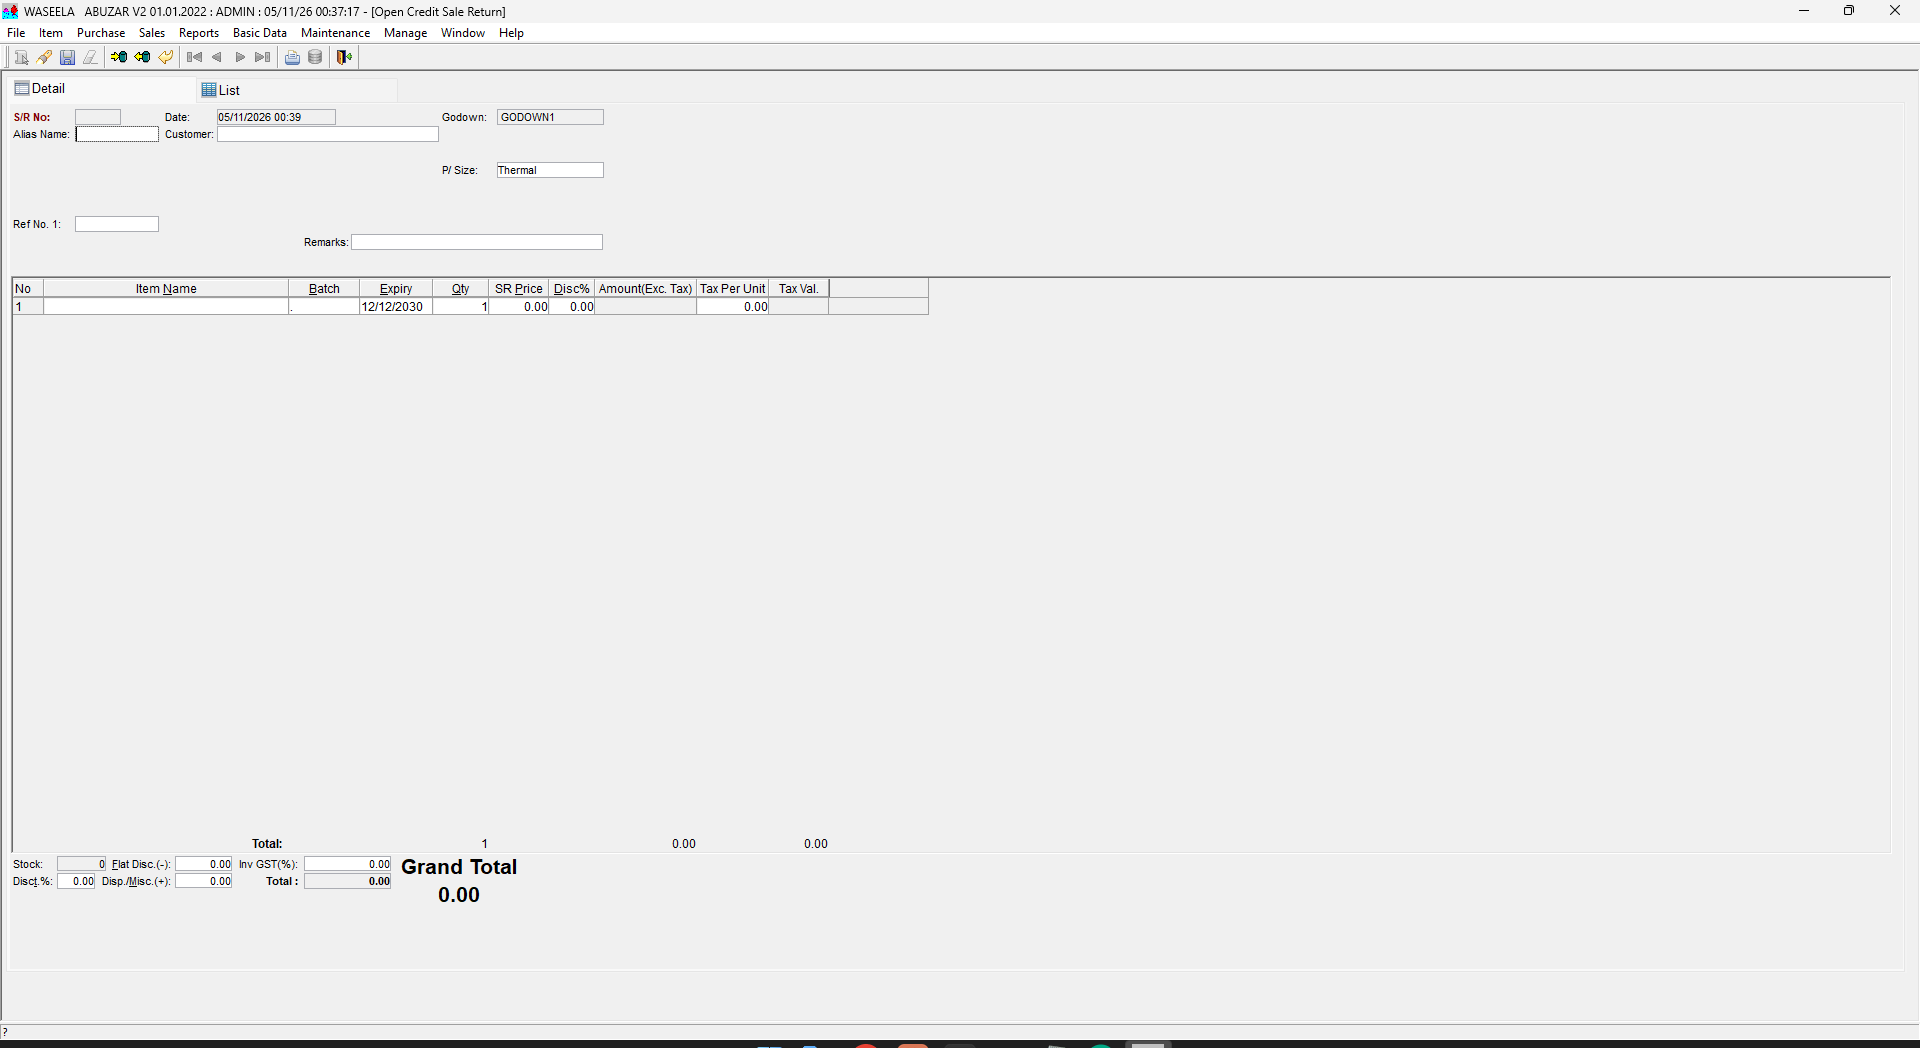 WASEELA ABUZAR V2 01.01.2022 : ADMIN : 05/11/26 00:37:17 - [Open Credit Sale Return]
File Item Purchase Sales Reports Basic Data Maintenance Manage Window Help
Detail List
S/R No: Date: 05/11/2026 00:39 Godown: GODOWN1
Alias Name: Customer:
P/ Size: Thermal
Ref No. 1:
Remarks:
No Item Name Batch Expiry Qty SR Price Disc% Amount(Exc. Tax) Tax Per Unit Tax Val.
1 . 12/12/2030 1 0.00 0.00 0.00
Total: 1 0.00 0.00
Stock: 0 Flat Disc.(-): 0.00 Inv GST(%): 0.00 Grand Total
Disct.%: 0.00 Disp./Misc.(+): 0.00 Total : 0.00
0.00
?